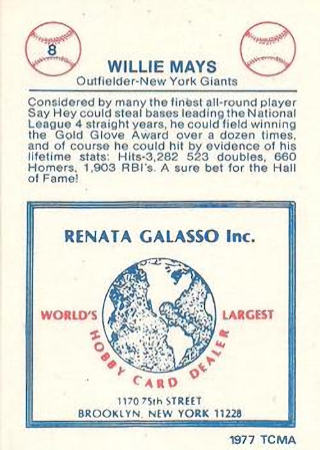 8
WILLIE MAYS
Outfielder-New York Giants
Considered by many the finest all-round player
Say Hey could steal bases leading the National
League 4 straight years, he could field winning
the Gold Glove Award over a dozen times,
and of course he could hit by evidence of his
lifetime stats: Hits-3,282 523 doubles, 660
Homers, 1,903 RBI's. A sure bet for the Hall
of Fame!
RENATA GALASSO Inc.
WORLD'S LARGEST
HOBBY CARD DEALER
1170 75th STREET
BROOKLYN, NEW YORK 11228
1977 TCMA